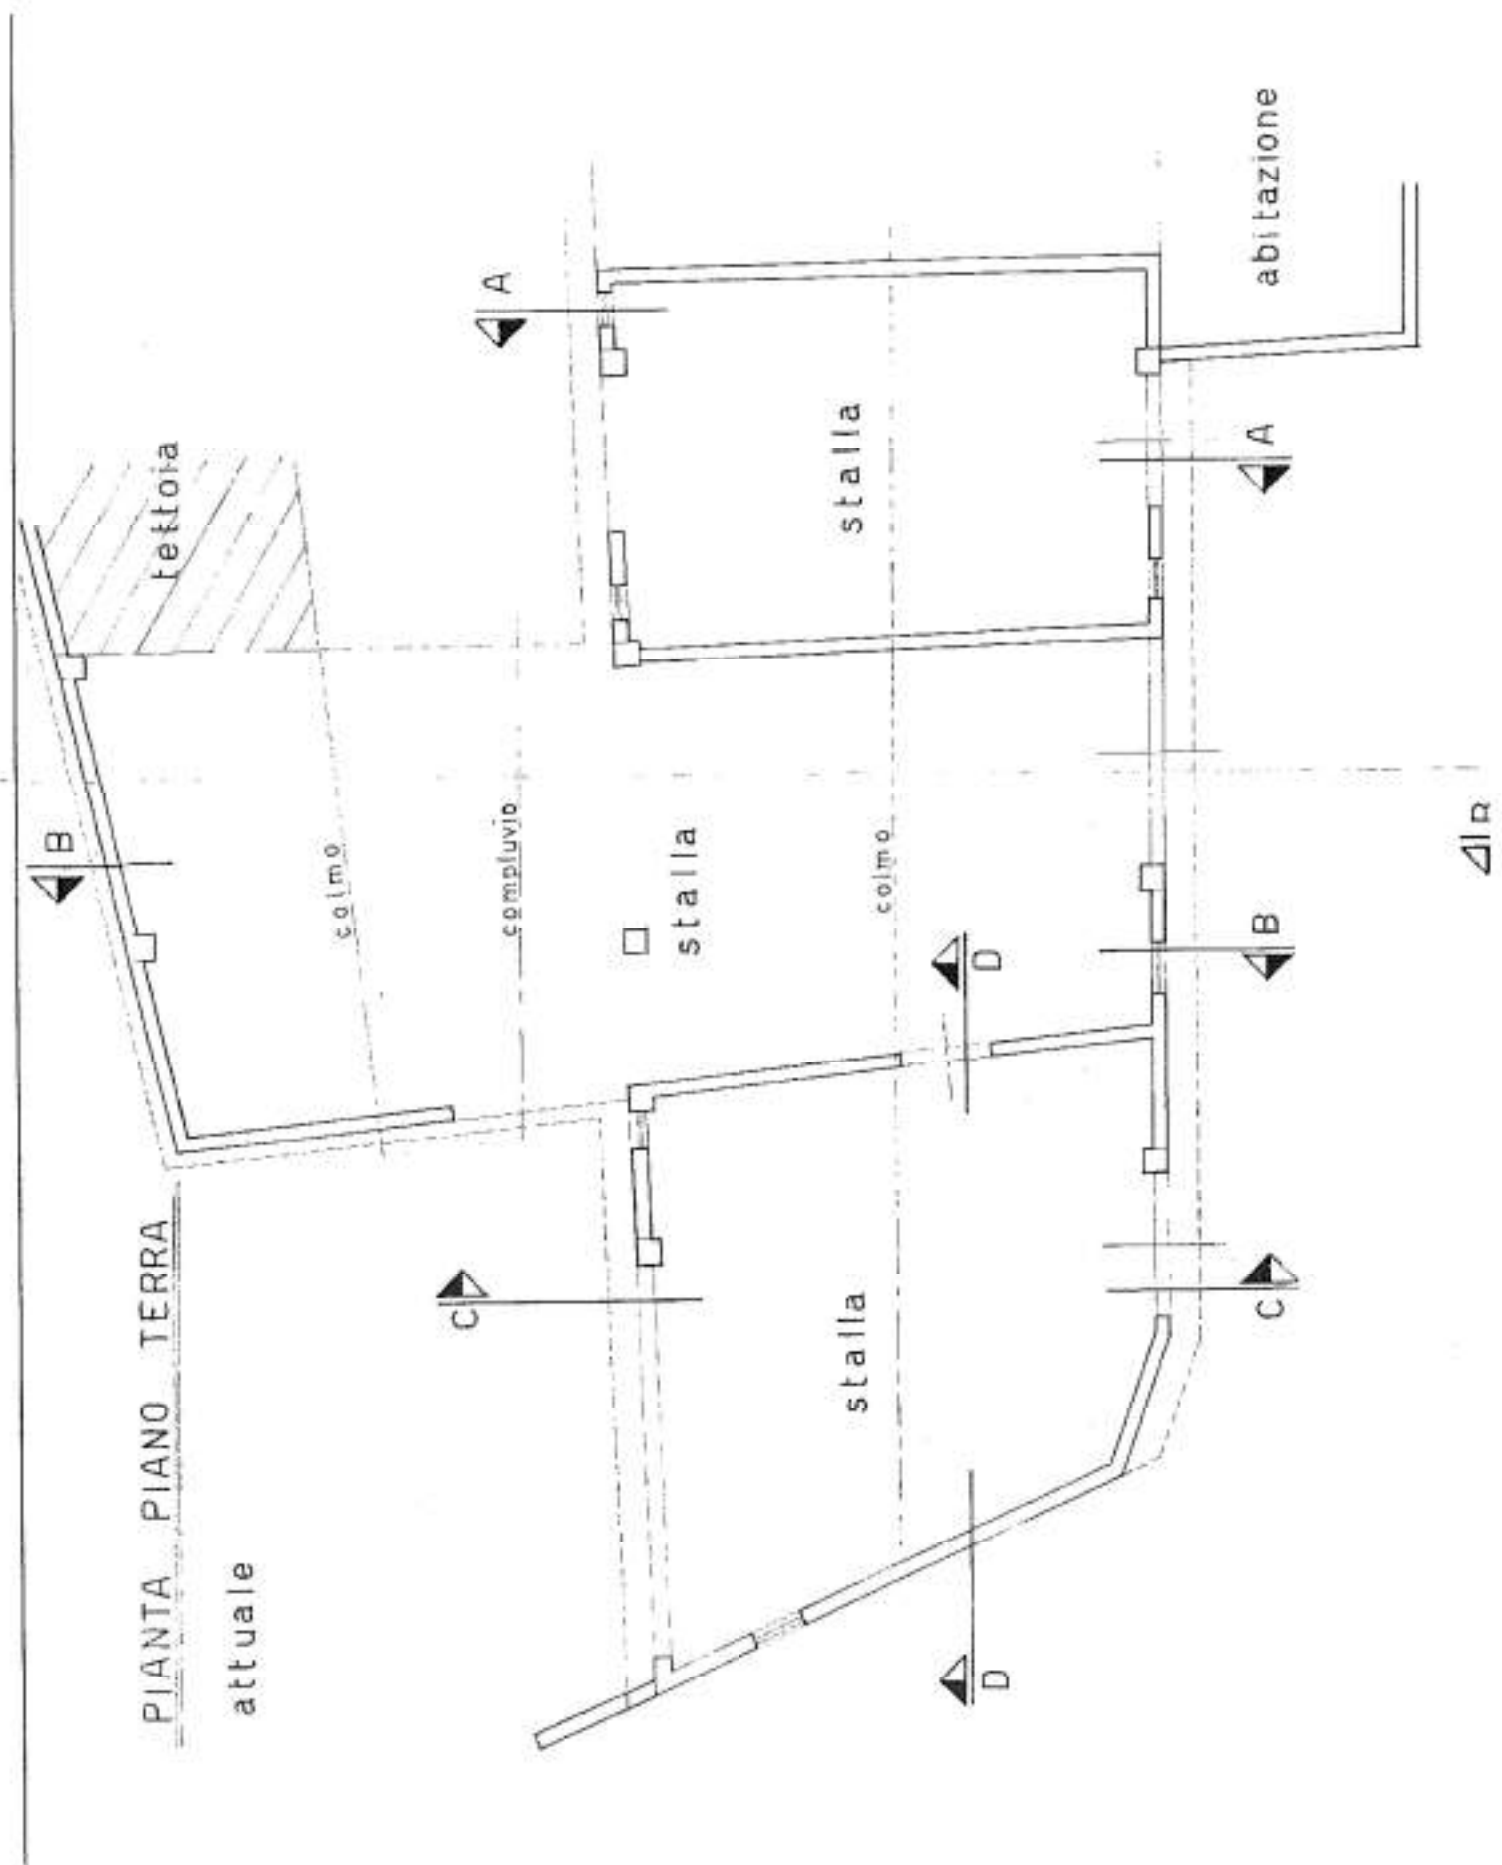 PIANTA PIANO TERRA
attuale
tettoia
B
colmo
compluvio
A
C
stalla
stalla
stalla
colmo
D
D
abitazione
A
B
C
B